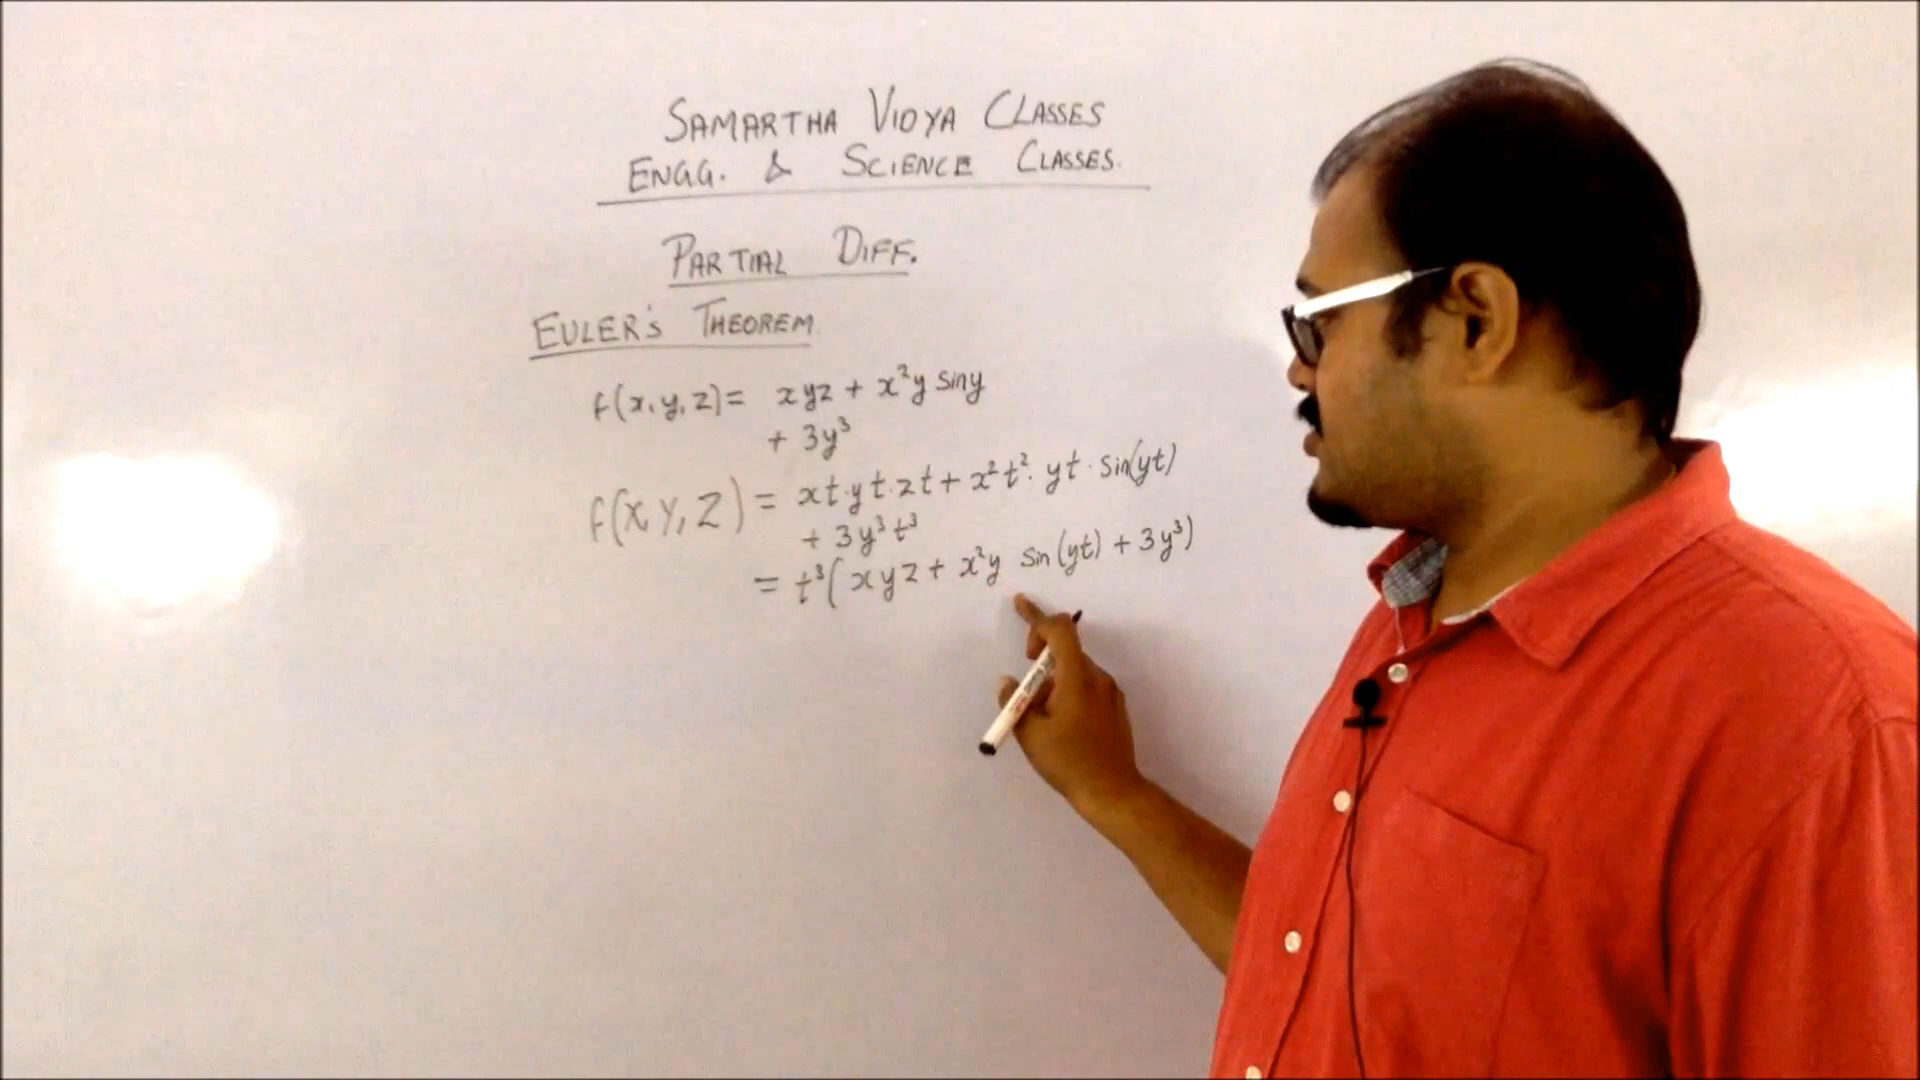 SAMARTHA VIDYA CLASSES
ENGG. & SCIENCE CLASSES.
PARTIAL DIFF.
EULER'S THEOREM
f(x,y,z)= xyz + x²y siny
+ 3y³
f(X,Y,Z)= xt·yt·zt + x²t²·yt·sin(yt)
+ 3y³t³
= t³(xyz + x²y sin(yt) + 3y³)